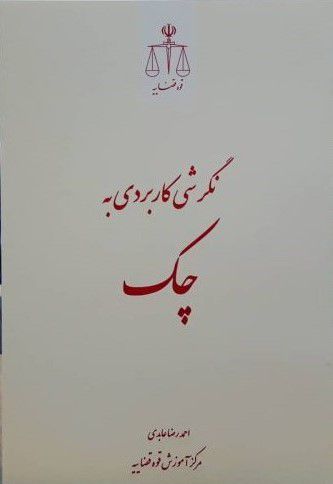 قوه قضاییه
نگرشی کاربردی به
چک
احمدرضا عابدی
مرکز آموزش قوه قضاییه